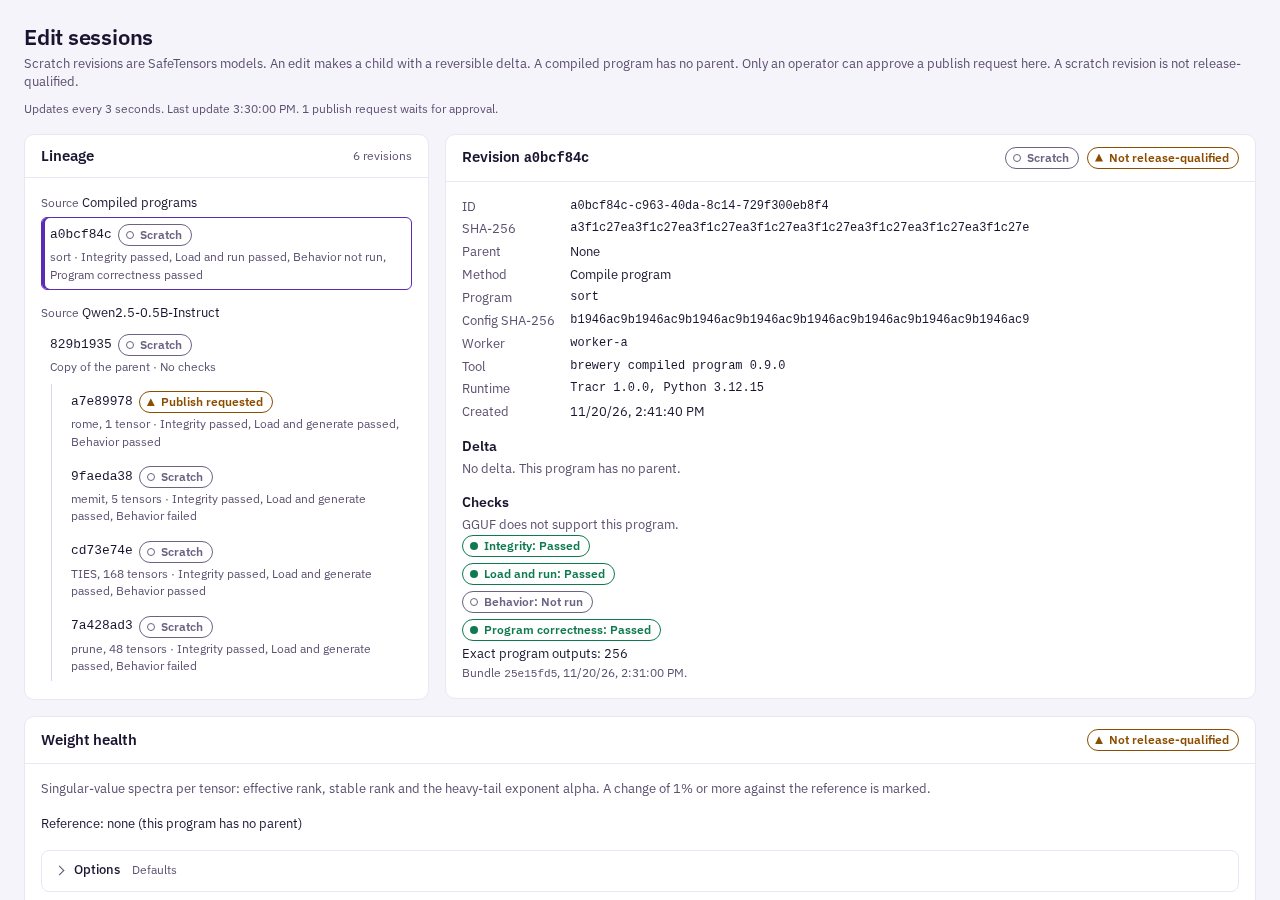 Edit sessions
Scratch revisions are SafeTensors models. An edit makes a child with a reversible delta. A compiled program has no parent. Only an operator can approve a publish request here. A scratch revision is not release-
qualified.
Updates every 3 seconds. Last update 3:30:00 PM. 1 publish request waits for approval.
Lineage 6 revisions
Source Compiled programs
a0bcf84c Scratch
sort · Integrity passed, Load and run passed, Behavior not run,
Program correctness passed
Source Qwen2.5-0.5B-Instruct
829b1935 Scratch
Copy of the parent · No checks
a7e89978 Publish requested
rome, 1 tensor · Integrity passed, Load and generate passed,
Behavior passed
9faeda38 Scratch
memit, 5 tensors · Integrity passed, Load and generate
passed, Behavior failed
cd73e74e Scratch
TIES, 168 tensors · Integrity passed, Load and generate
passed, Behavior passed
7a428ad3 Scratch
prune, 48 tensors · Integrity passed, Load and generate
passed, Behavior failed
Revision a0bcf84c Scratch Not release-qualified
ID a0bcf84c-c963-40da-8c14-729f300eb8f4
SHA-256 a3f1c27ea3f1c27ea3f1c27ea3f1c27ea3f1c27ea3f1c27ea3f1c27ea3f1c27e
Parent None
Method Compile program
Program sort
Config SHA-256 b1946ac9b1946ac9b1946ac9b1946ac9b1946ac9b1946ac9b1946ac9b1946ac9
Worker worker-a
Tool brewery compiled program 0.9.0
Runtime Tracr 1.0.0, Python 3.12.15
Created 11/20/26, 2:41:40 PM
Delta
No delta. This program has no parent.
Checks
GGUF does not support this program.
Integrity: Passed
Load and run: Passed
Behavior: Not run
Program correctness: Passed
Exact program outputs: 256
Bundle 25e15fd5, 11/20/26, 2:31:00 PM.
Weight health Not release-qualified
Singular-value spectra per tensor: effective rank, stable rank and the heavy-tail exponent alpha. A change of 1% or more against the reference is marked.
Reference: none (this program has no parent)
Options Defaults